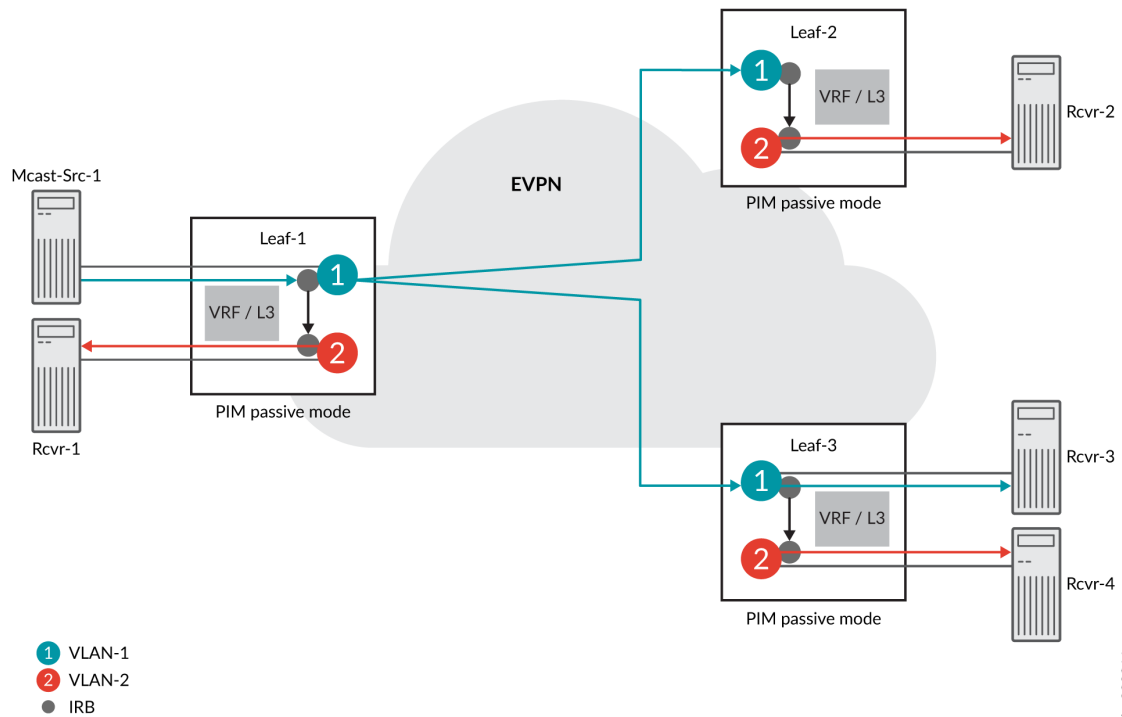 Leaf-2
1
VRF / L3
2
Rcvr-2
PIM passive mode
EVPN
Mcast-Src-1
Leaf-1
1
VRF / L3
2
PIM passive mode
Rcvr-1
Leaf-3
1
VRF / L3
2
Rcvr-3
Rcvr-4
PIM passive mode
1 VLAN-1
2 VLAN-2
IRB